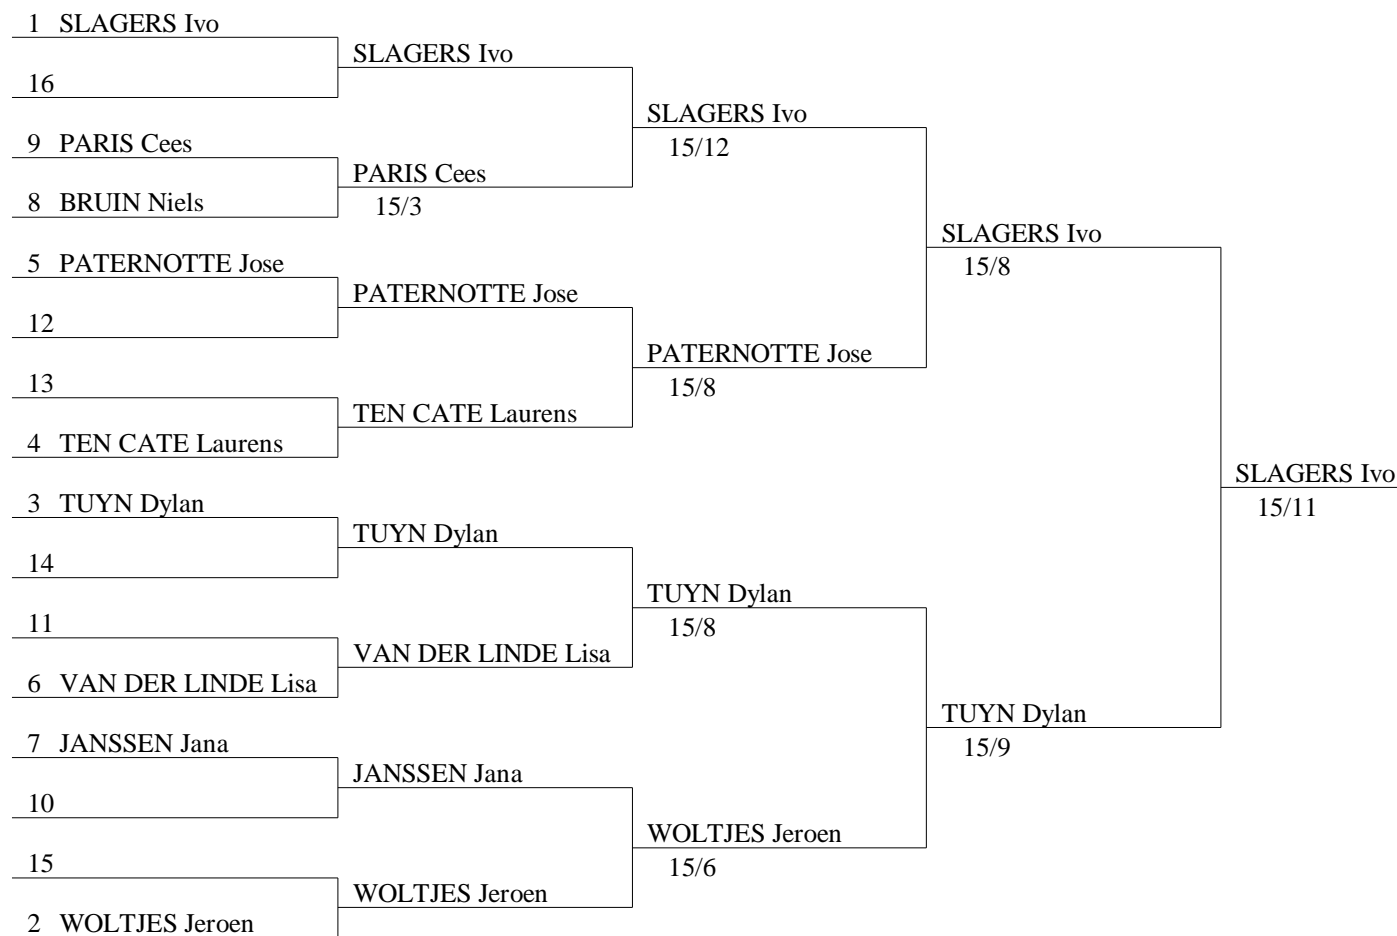 1 SLAGERS Ivo
SLAGERS Ivo
16
SLAGERS Ivo
15/12
9 PARIS Cees
PARIS Cees
15/3
8 BRUIN Niels
SLAGERS Ivo
15/8
5 PATERNOTTE Jose
PATERNOTTE Jose
12
PATERNOTTE Jose
15/8
13
TEN CATE Laurens
4 TEN CATE Laurens
SLAGERS Ivo
15/11
3 TUYN Dylan
TUYN Dylan
14
TUYN Dylan
15/8
11
VAN DER LINDE Lisa
6 VAN DER LINDE Lisa
TUYN Dylan
15/9
7 JANSSEN Jana
JANSSEN Jana
10
WOLTJES Jeroen
15/6
15
WOLTJES Jeroen
2 WOLTJES Jeroen